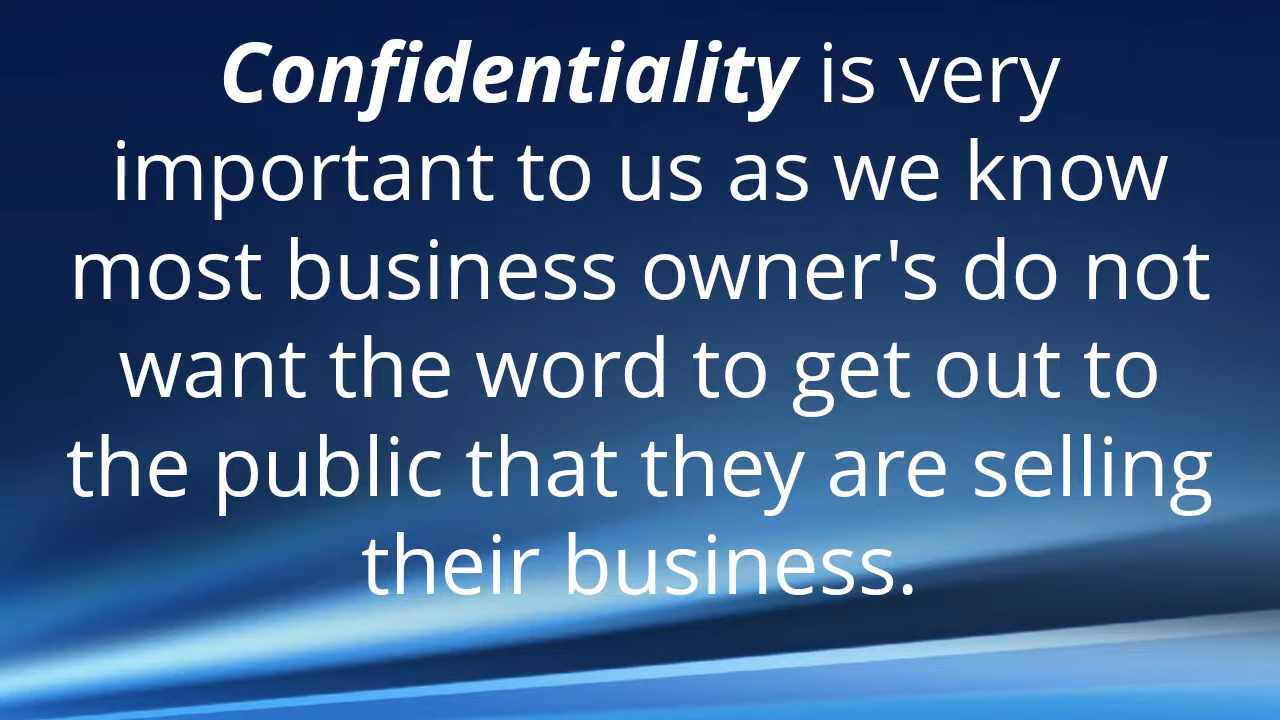 Confidentiality is very
important to us as we know
most business owner's do not
want the word to get out to
the public that they are selling
their business.